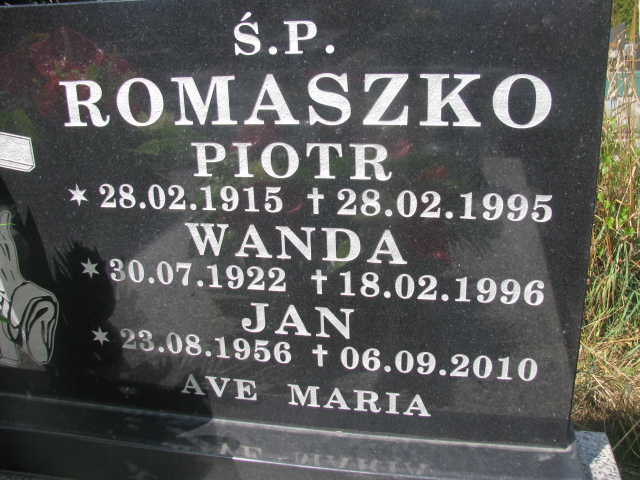 Ś.P.
ROMASZKO
PIOTR
✶ 28.02.1915 † 28.02.1995
WANDA
✶ 30.07.1922 † 18.02.1996
JAN
✶ 23.08.1956 † 06.09.2010
AVE MARIA